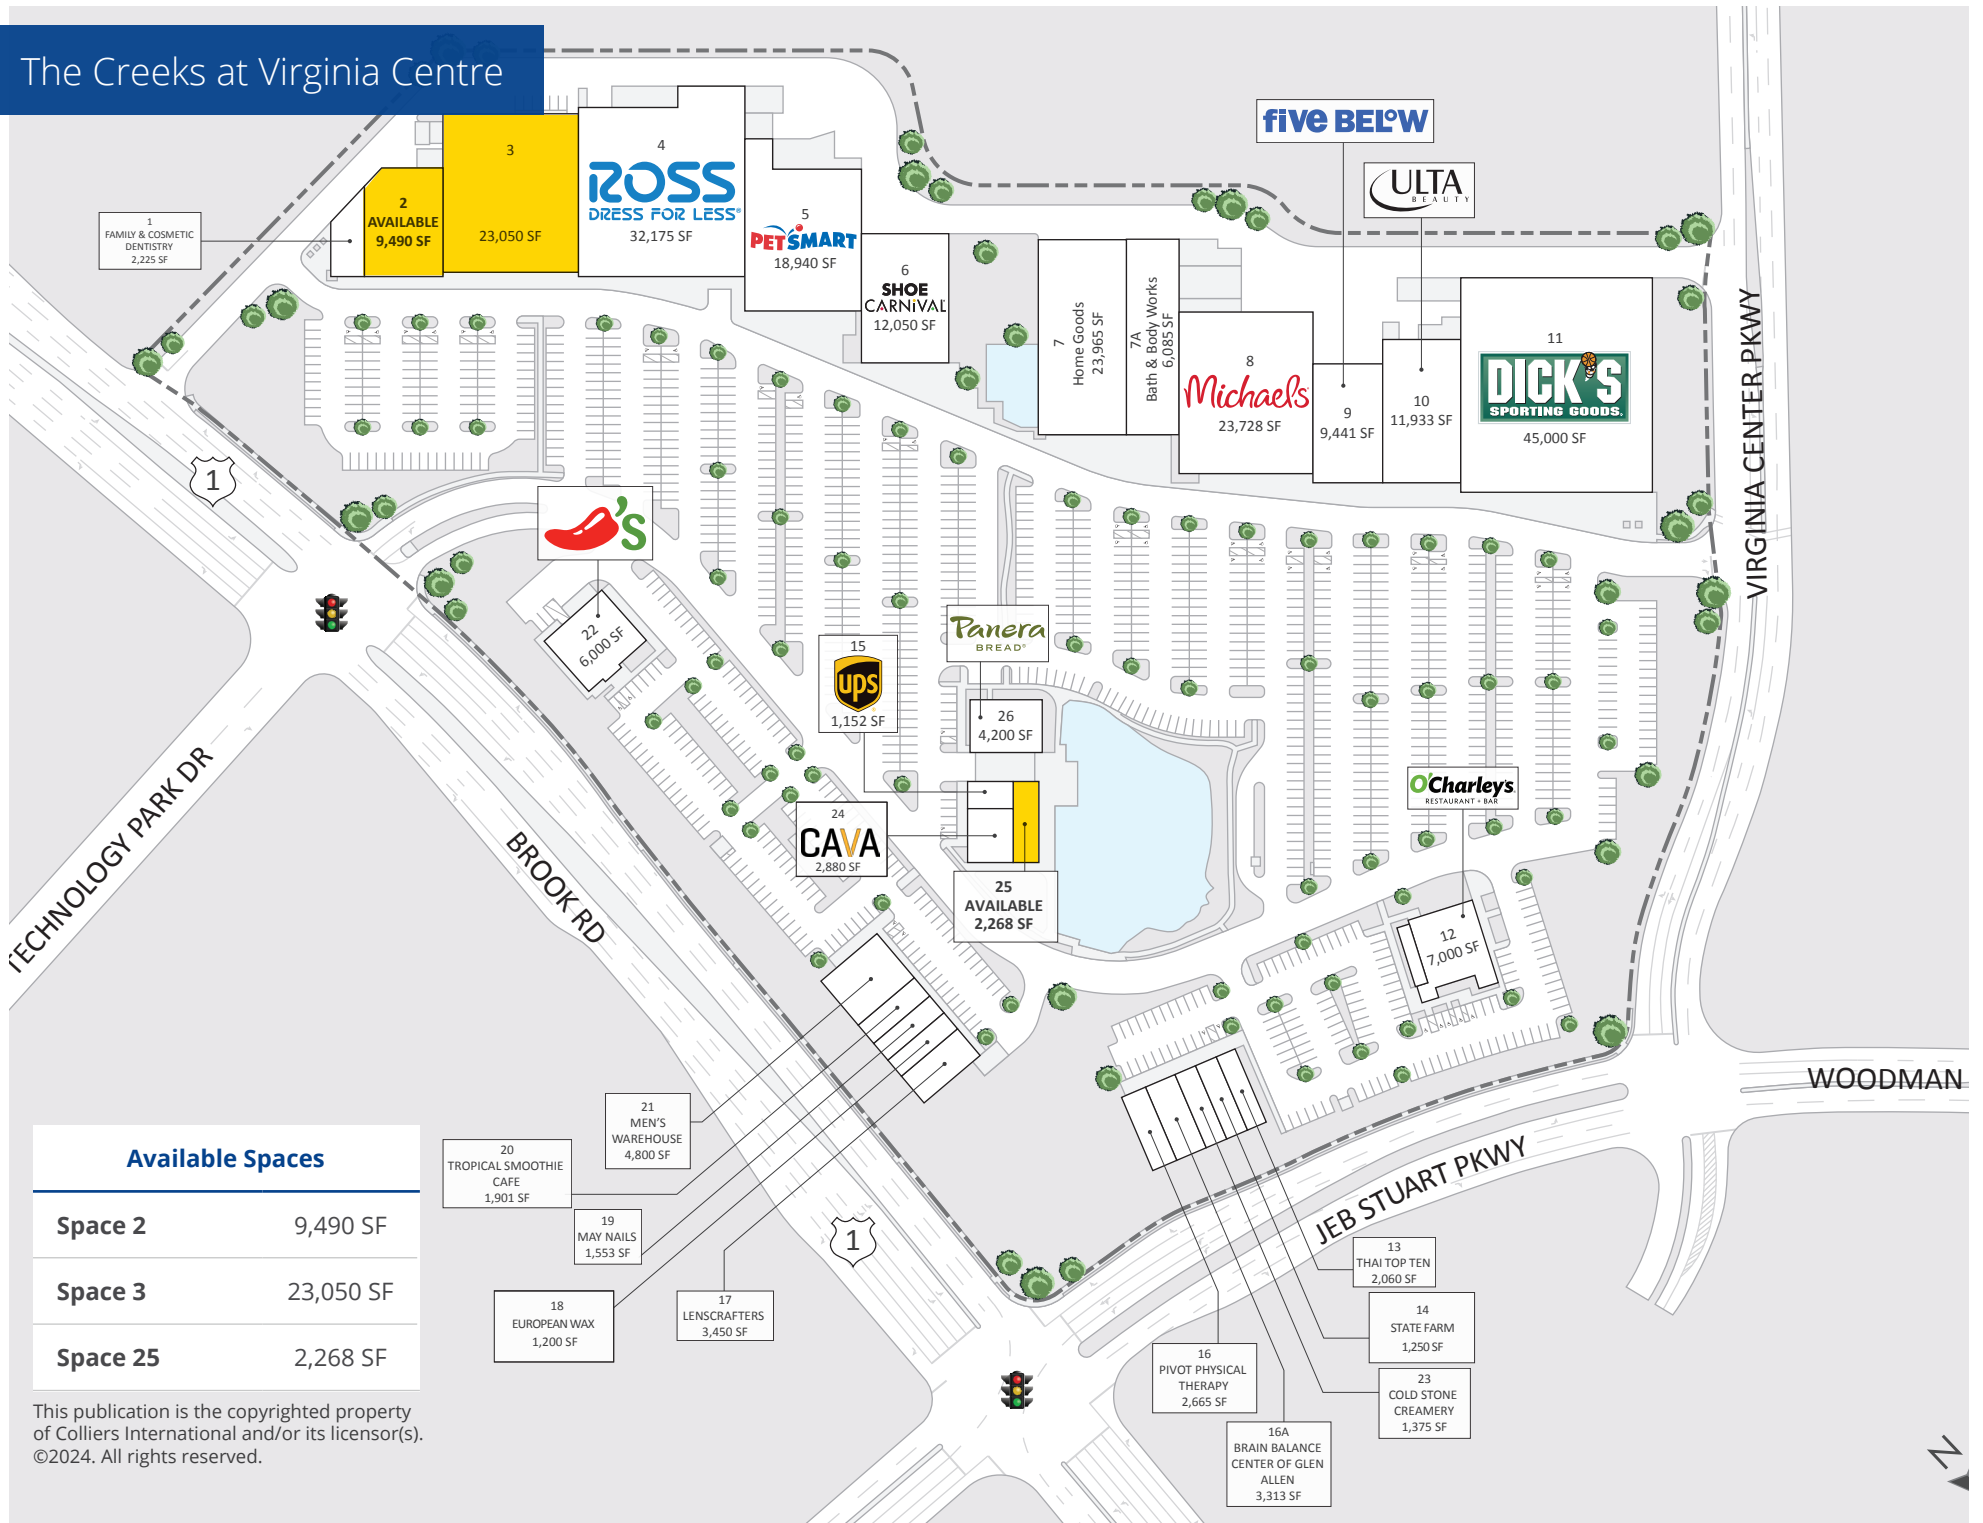 The Creeks at Virginia Centre
1
FAMILY & COSMETIC
DENTISTRY
2,225 SF
2
AVAILABLE
9,490 SF
3
23,050 SF
4
ROSS
DRESS FOR LESS®
32,175 SF
5
PETSMART
18,940 SF
6
SHOE
CARNIVAL
12,050 SF
7
Home Goods
23,965 SF
7A
Bath & Body Works
6,085 SF
8
Michaels
23,728 SF
five BELOW
9
9,441 SF
ULTA
BEAUTY
10
11,933 SF
11
DICK'S
SPORTING GOODS.
45,000 SF
VIRGINIA CENTER PKWY
1
'S
22
6,000 SF
15
ups
1,152 SF
Panera
BREAD®
26
4,200 SF
24
CAVA
2,880 SF
25
AVAILABLE
2,268 SF
O'Charley's
RESTAURANT + BAR
12
7,000 SF
TECHNOLOGY PARK DR
BROOK RD
WOODMAN
JEB STUART PKWY
1
21
MEN'S
WAREHOUSE
4,800 SF
20
TROPICAL SMOOTHIE
CAFE
1,901 SF
19
MAY NAILS
1,553 SF
18
EUROPEAN WAX
1,200 SF
17
LENSCRAFTERS
3,450 SF
13
THAI TOP TEN
2,060 SF
14
STATE FARM
1,250 SF
23
COLD STONE
CREAMERY
1,375 SF
16
PIVOT PHYSICAL
THERAPY
2,665 SF
16A
BRAIN BALANCE
CENTER OF GLEN
ALLEN
3,313 SF
Available Spaces
Space 2 9,490 SF
Space 3 23,050 SF
Space 25 2,268 SF
This publication is the copyrighted property
of Colliers International and/or its licensor(s).
©2024. All rights reserved.
N